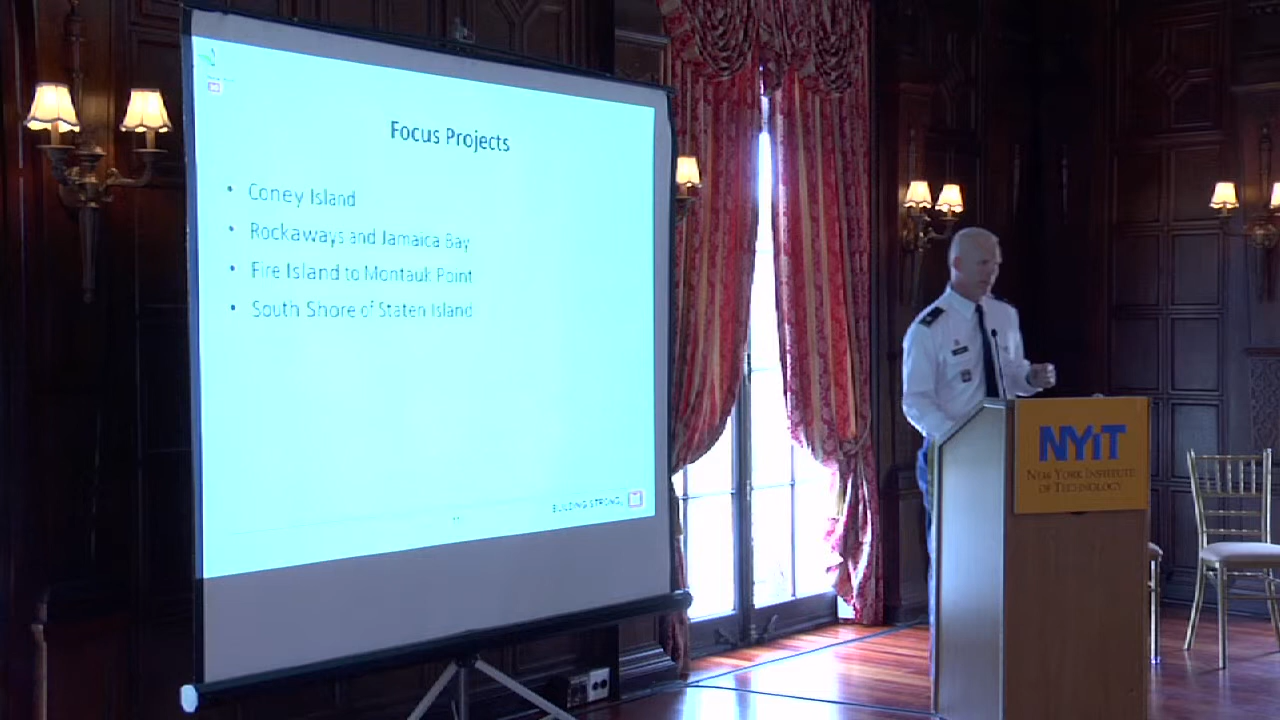 Focus Projects
• Coney Island
• Rockaways and Jamaica Bay
• Fire Island to Montauk Point
• South Shore of Staten Island
BUILDING STRONG
NYIT
NEW YORK INSTITUTE
OF TECHNOLOGY